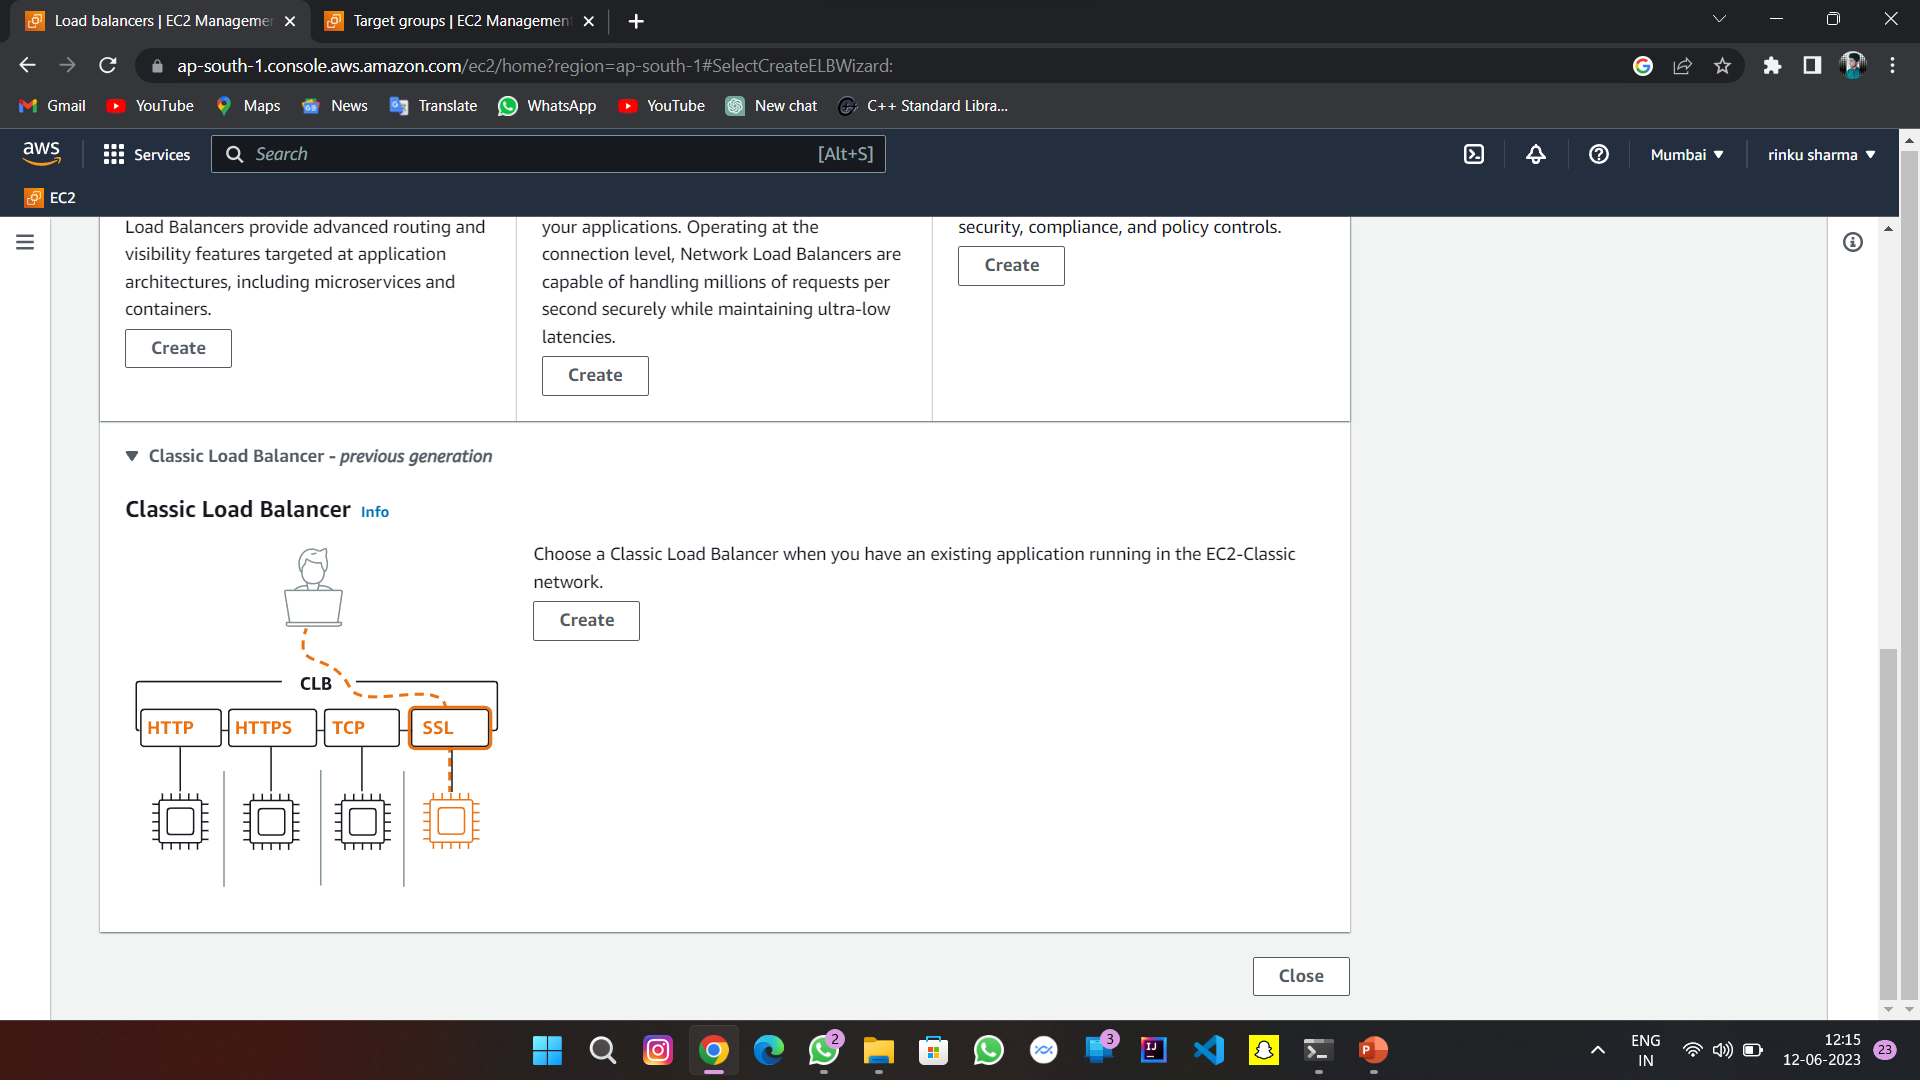 Load balancers | EC2 Managemen
Target groups | EC2 Management
ap-south-1.console.aws.amazon.com/ec2/home?region=ap-south-1#SelectCreateELBWizard:
Gmail
YouTube
Maps
News
Translate
WhatsApp
YouTube
New chat
C++ Standard Libra...
aws
Services
Search
[Alt+S]
Mumbai
rinku sharma
EC2
Load Balancers provide advanced routing and
visibility features targeted at application
architectures, including microservices and
containers.
Create
your applications. Operating at the
connection level, Network Load Balancers are
capable of handling millions of requests per
second securely while maintaining ultra-low
latencies.
Create
security, compliance, and policy controls.
Create
Classic Load Balancer - previous generation
Classic Load Balancer Info
Choose a Classic Load Balancer when you have an existing application running in the EC2-Classic
network.
Create
CLB
HTTP
HTTPS
TCP
SSL
Close
2
3
IJ
P
ENG
IN
12:15
12-06-2023
23